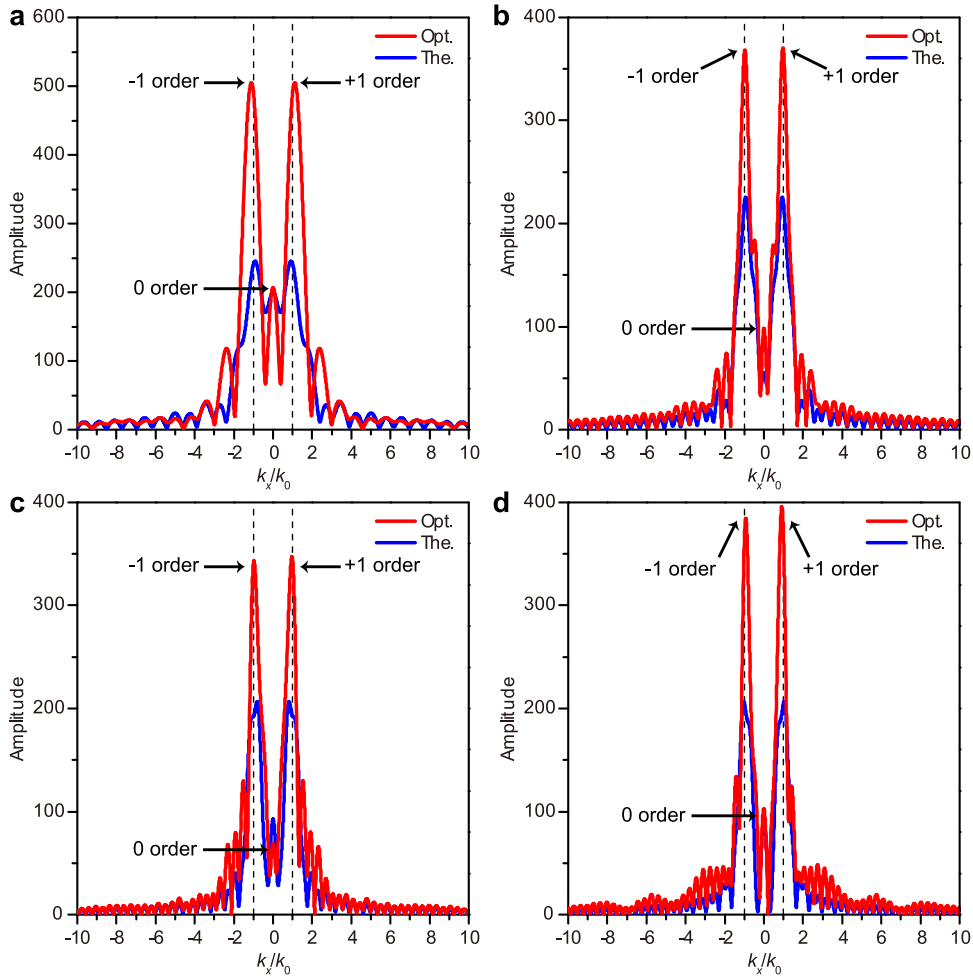 a
600
500
400
300
200
100
0
Amplitude
Opt.
The.
-1 order
+1 order
0 order
-10 -8 -6 -4 -2 0 2 4 6 8 10
kx/k0
b
400
300
200
100
0
Amplitude
Opt.
The.
-1 order
+1 order
0 order
-10 -8 -6 -4 -2 0 2 4 6 8 10
kx/k0
c
400
300
200
100
0
Amplitude
Opt.
The.
-1 order
+1 order
0 order
-10 -8 -6 -4 -2 0 2 4 6 8 10
kx/k0
d
400
300
200
100
0
Amplitude
Opt.
The.
-1 order
+1 order
0 order
-10 -8 -6 -4 -2 0 2 4 6 8 10
kx/k0